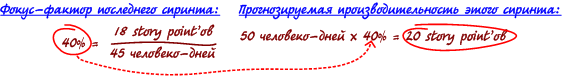 Фокус-фактор последнего спринта:
40% = 18 story point'ов
45 человеко-дней
Прогнозируемая производительность этого спринта:
50 человеко-дней x 40% = 20 story point'ов